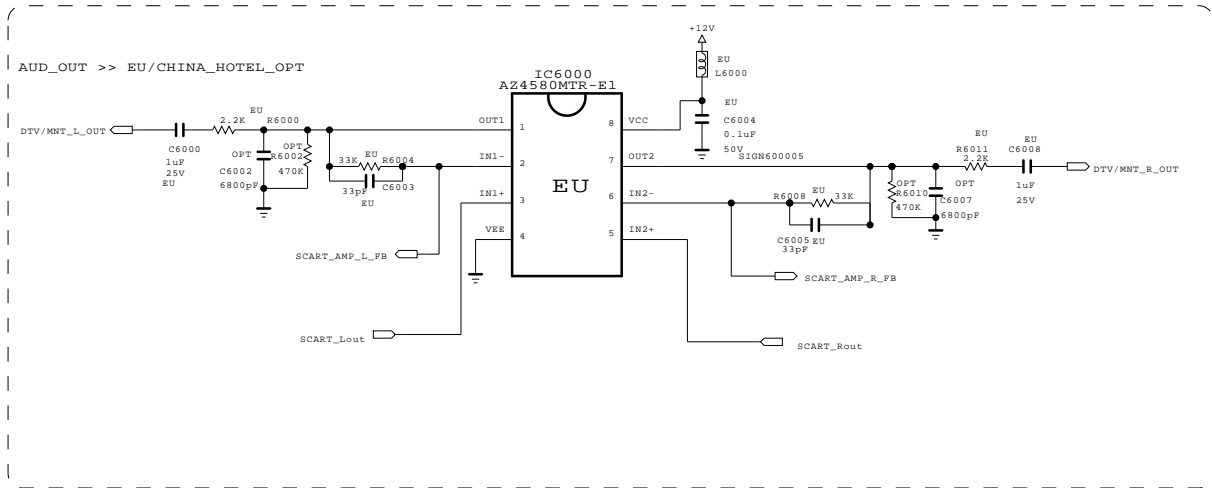 +12V
AUD_OUT >> EU/CHINA_HOTEL_OPT
EU
L6000
IC6000
AZ4580MTR-E1
EU
C6004
0.1uF
50V
EU
2.2K
R6000
DTV/MNT_L_OUT
C6000
1uF
25V
EU
OPT
C6002
6800pF
OPT
R6002
470K
33K
EU
R6004
33pF
C6003
EU
OUT1
1
IN1-
2
IN1+
3
VEE
4
EU
8
VCC
7
OUT2
6
IN2-
5
IN2+
SIGN600005
EU
R6011
2.2K
EU
C6008
1uF
25V
DTV/MNT_R_OUT
R6008
EU
33K
C6005
EU
33pF
OPT
R6010
470K
OPT
C6007
6800pF
SCART_AMP_L_FB
SCART_AMP_R_FB
SCART_Lout
SCART_Rout